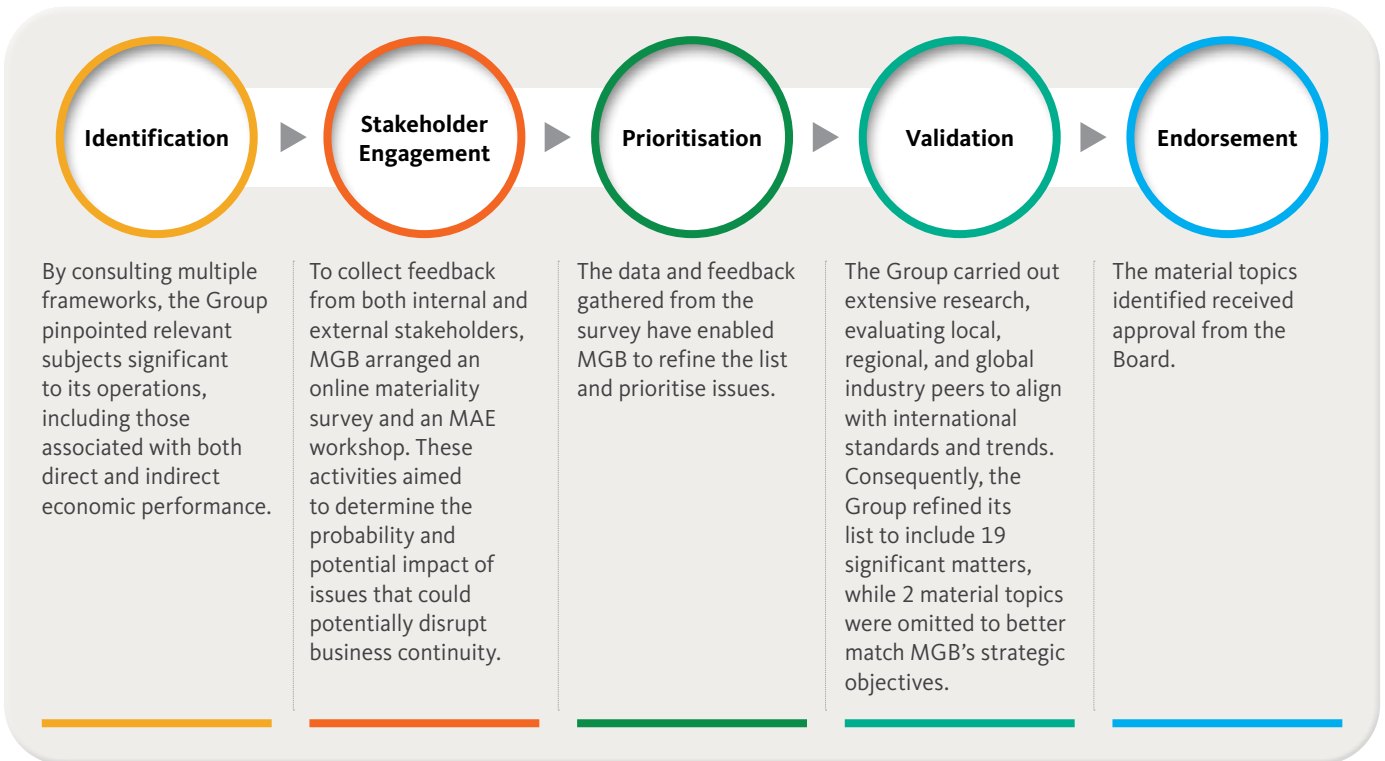 Identification
Stakeholder
Engagement
Prioritisation
Validation
Endorsement
By consulting multiple
frameworks, the Group
pinpointed relevant
subjects significant
to its operations,
including those
associated with both
direct and indirect
economic performance.
To collect feedback
from both internal and
external stakeholders,
MGB arranged an
online materiality
survey and an MAE
workshop. These
activities aimed
to determine the
probability and
potential impact of
issues that could
potentially disrupt
business continuity.
The data and feedback
gathered from the
survey have enabled
MGB to refine the list
and prioritise issues.
The Group carried out
extensive research,
evaluating local,
regional, and global
industry peers to align
with international
standards and trends.
Consequently, the
Group refined its
list to include 19
significant matters,
while 2 material topics
were omitted to better
match MGB’s strategic
objectives.
The material topics
identified received
approval from the
Board.